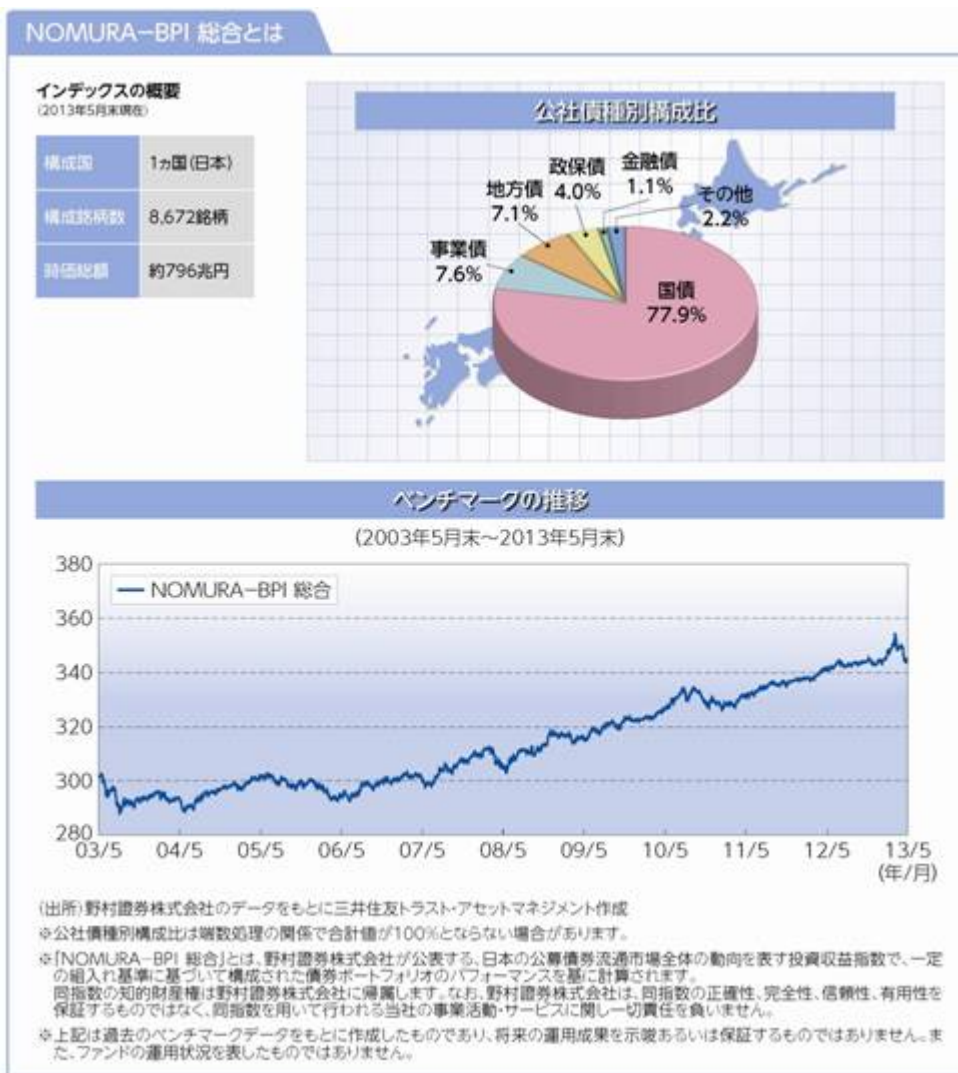 NOMURA−BPI 総合とは
インデックスの概要
(2013年5月末現在)
構成国 1ヵ国(日本)
構成銘柄数 8,672銘柄
時価総額 約796兆円
公社債種別構成比
国債
77.9%
事業債
7.6%
地方債
7.1%
政保債
4.0%
金融債
1.1%
その他
2.2%
ベンチマークの推移
(2003年5月末〜2013年5月末)
NOMURA−BPI 総合
380
360
340
320
300
280
03/5 04/5 05/5 06/5 07/5 08/5 09/5 10/5 11/5 12/5 13/5
(年/月)
(出所)野村證券株式会社のデータをもとに三井住友トラスト・アセットマネジメント作成
※公社債種別構成比は端数処理の関係で合計値が100%とならない場合があります。
※「NOMURA−BPI 総合」とは、野村證券株式会社が公表する、日本の公募債券流通市場全体の動向を表す投資収益指数で、一定
の組入れ基準に基づいて構成された債券ポートフォリオのパフォーマンスを基に計算されます。
同指数の知的財産権は野村證券株式会社に帰属します。なお、野村證券株式会社は、同指数の正確性、完全性、信頼性、有用性を
保証するものではなく、同指数を用いて行われる当社の事業活動・サービスに関し一切責任を負いません。
※上記は過去のベンチマークデータをもとに作成したものであり、将来の運用成果を示唆あるいは保証するものではありません。ま
た、ファンドの運用状況を表したものではありません。